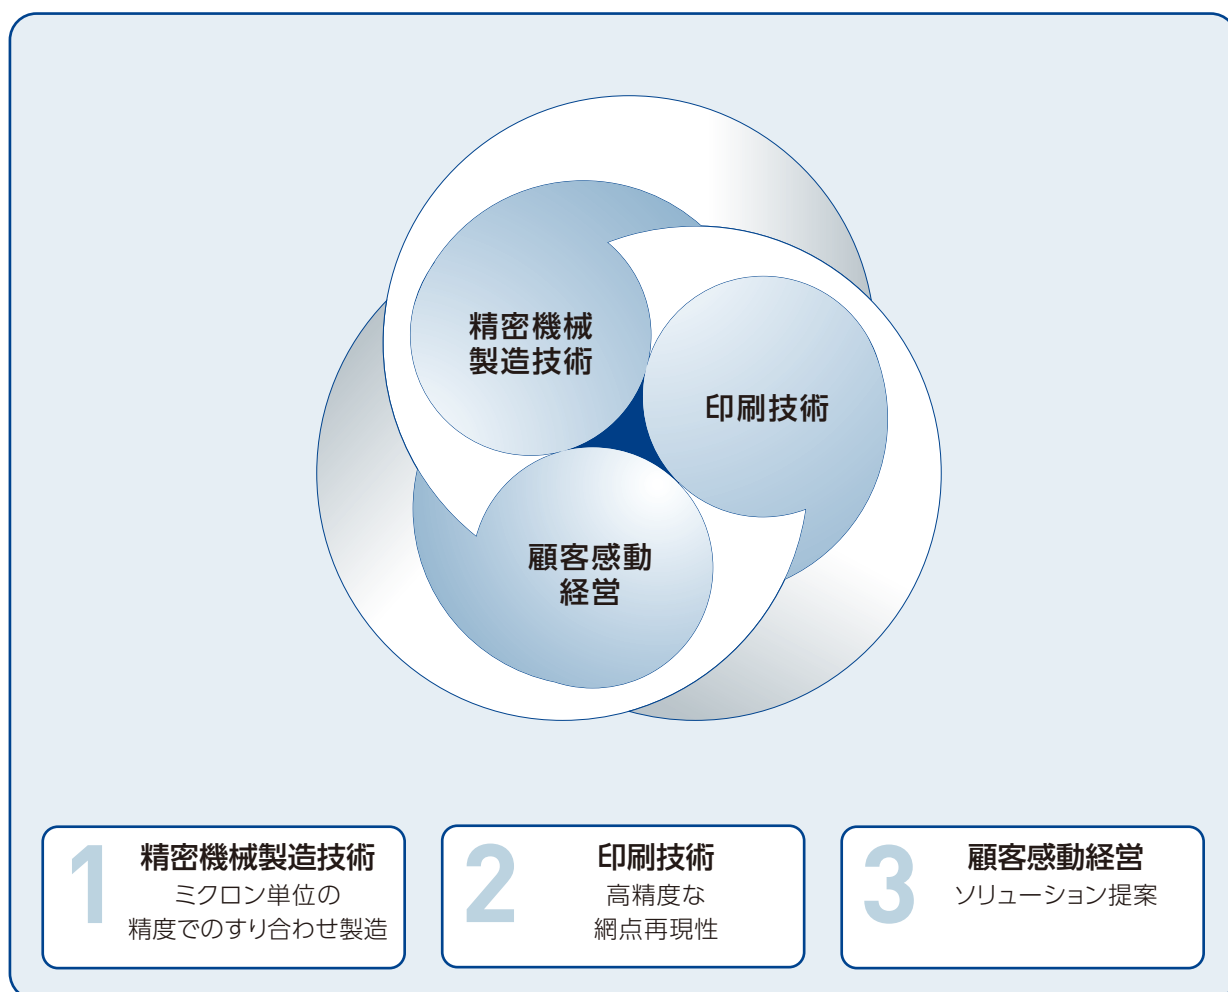 精密機械
製造技術
印刷技術
顧客感動
経営
1
精密機械製造技術
ミクロン単位の
精度でのすり合わせ製造
2
印刷技術
高精度な
網点再現性
3
顧客感動経営
ソリューション提案